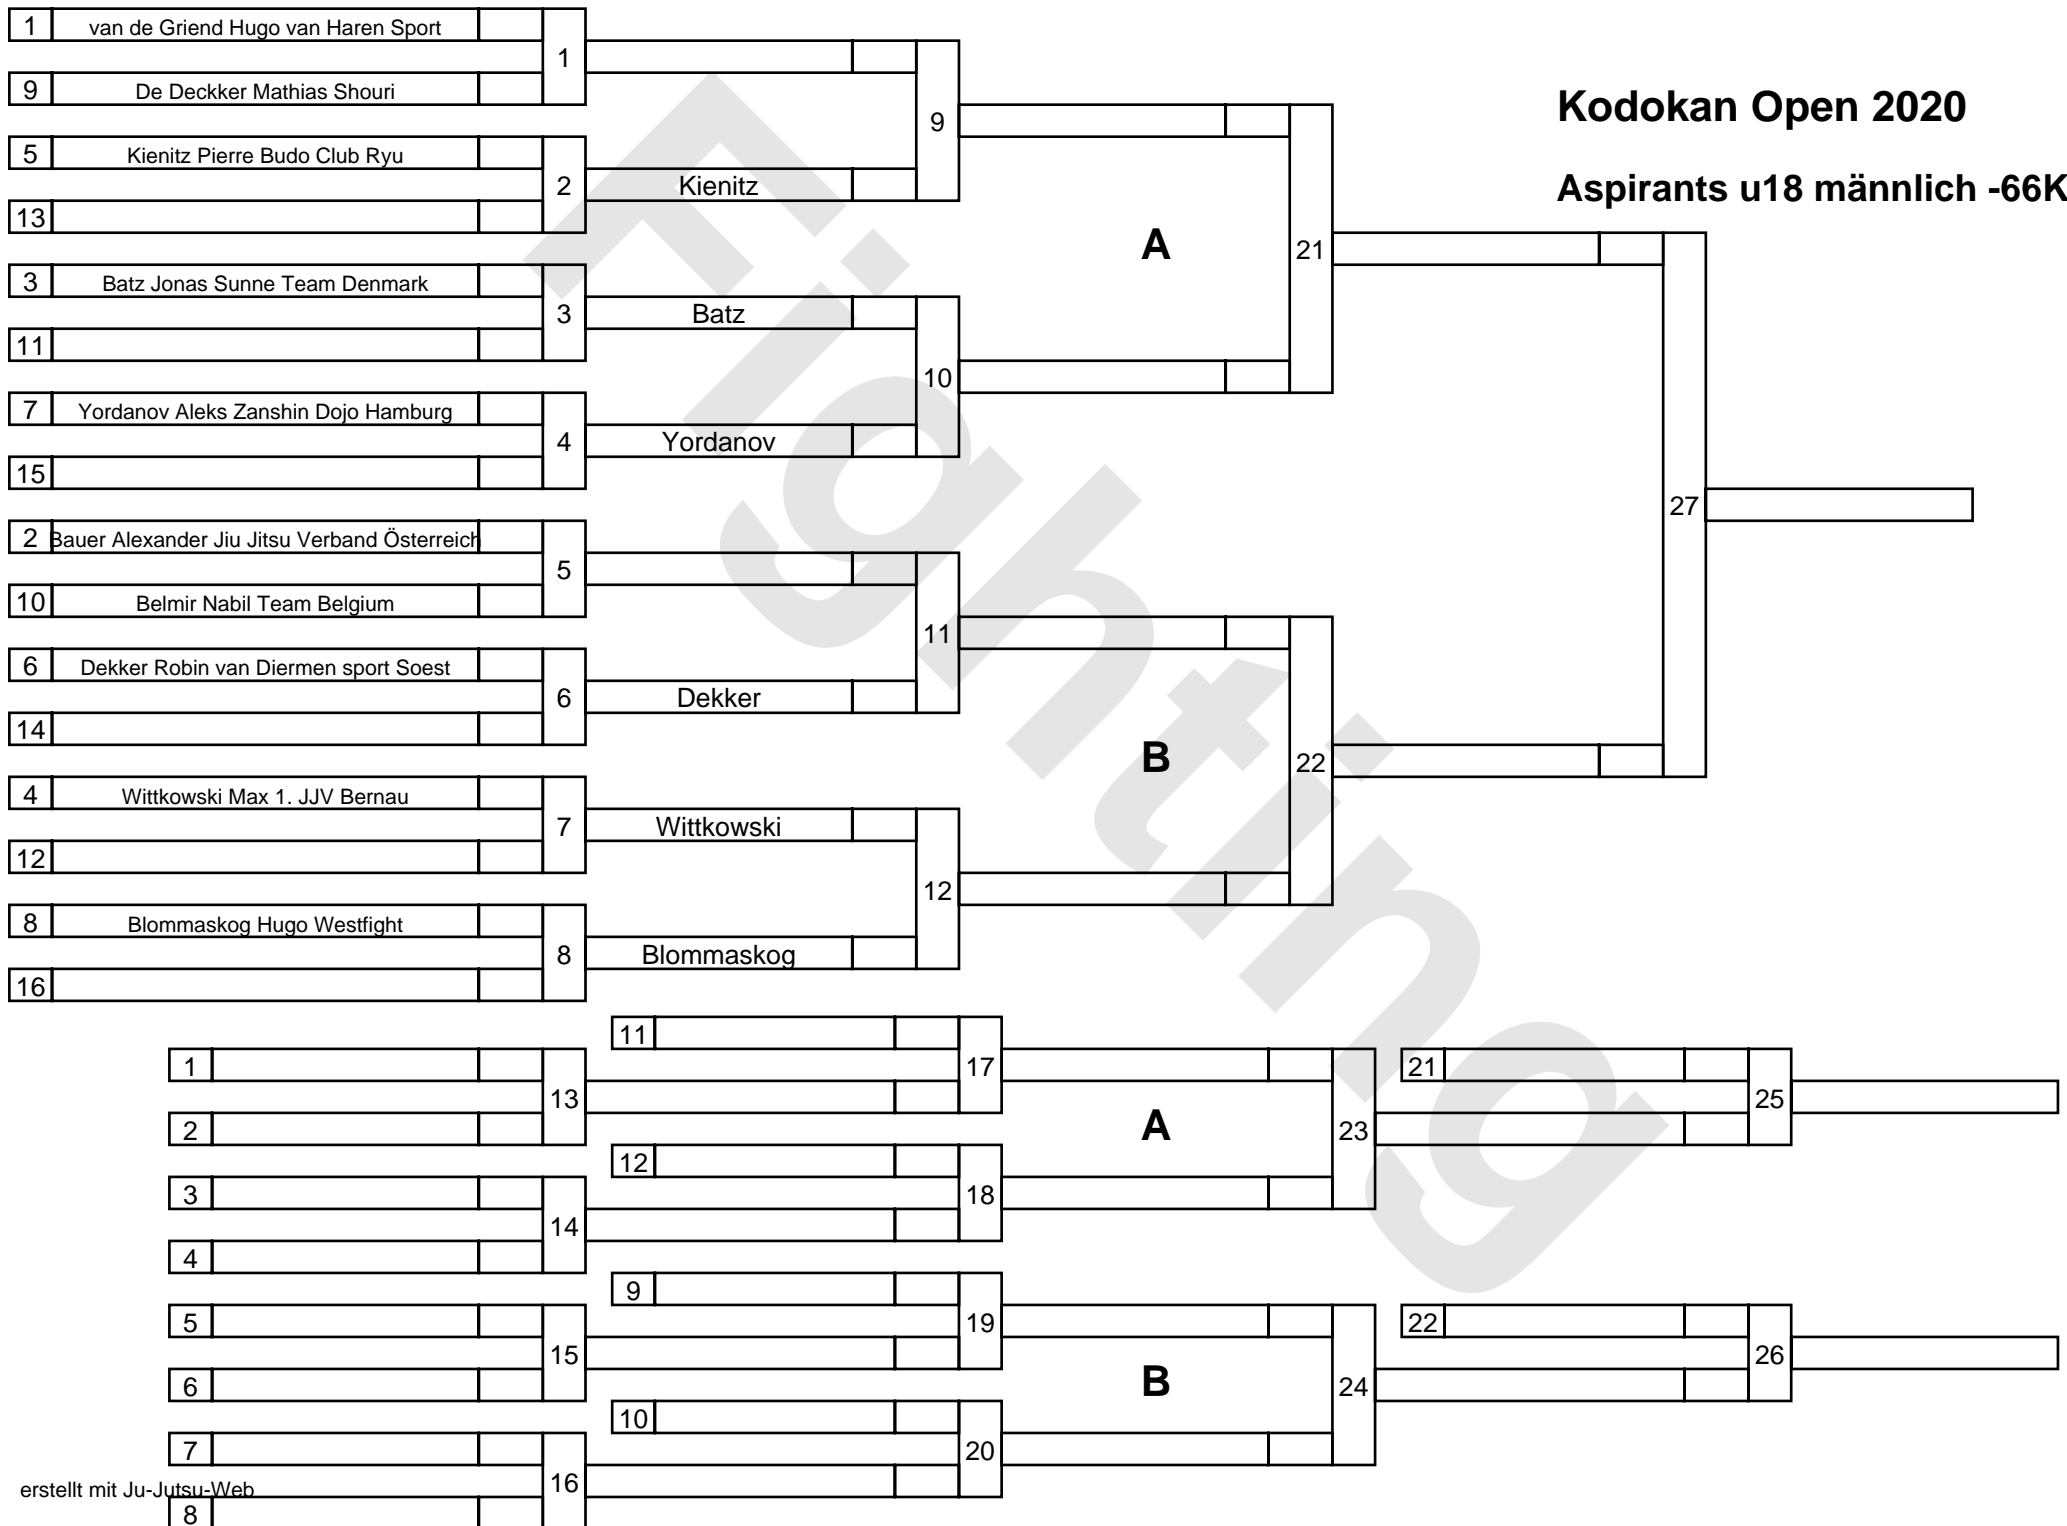 Kodokan Open 2020
Aspirants u18 männlich -66K
1 van de Griend Hugo van Haren Sport
1
9 De Deckker Mathias Shouri
9
5 Kienitz Pierre Budo Club Ryu
2 Kienitz
13
A
21
3 Batz Jonas Sunne Team Denmark
3 Batz
11
10
7 Yordanov Aleks Zanshin Dojo Hamburg
4 Yordanov
15
27
2 Bauer Alexander Jiu Jitsu Verband Österreich
5
10 Belmir Nabil Team Belgium
11
6 Dekker Robin van Diermen sport Soest
6 Dekker
14
B
22
4 Wittkowski Max 1. JJV Bernau
7 Wittkowski
12
12
8 Blommaskog Hugo Westfight
8 Blommaskog
16
11
1
17
21
13
25
2
A
23
12
3
18
14
4
9
5
19
22
15
26
6
B
24
10
7
20
16
erstellt mit Ju-Jutsu-Web
8
Fighting